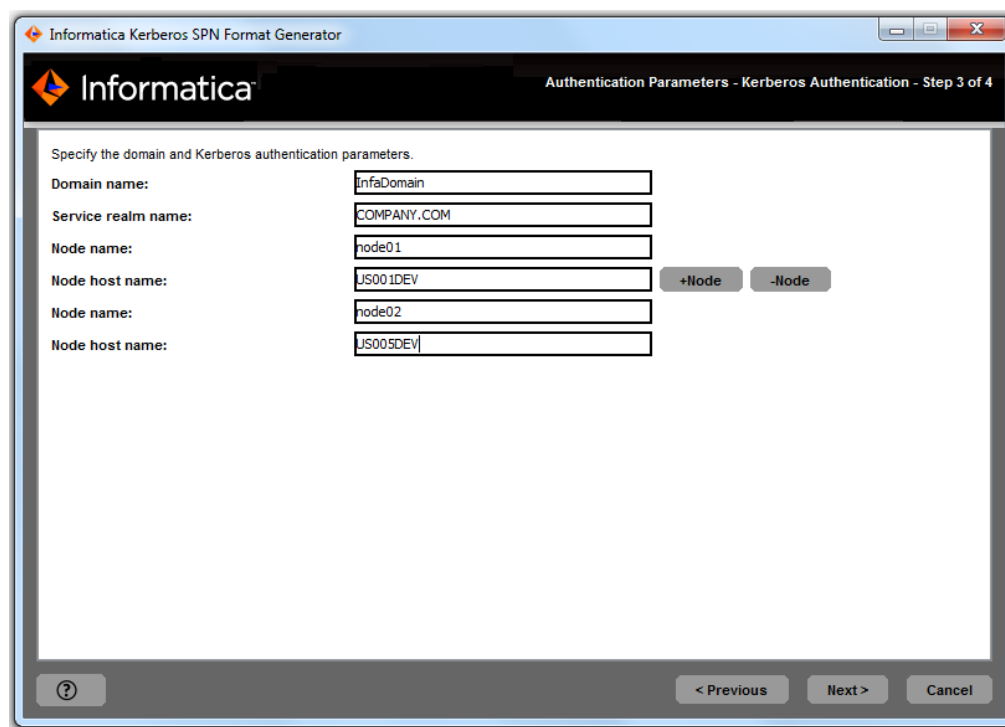 Informatica Kerberos SPN Format Generator
Informatica
Authentication Parameters - Kerberos Authentication - Step 3 of 4
Specify the domain and Kerberos authentication parameters.
Domain name: InfaDomain
Service realm name: COMPANY.COM
Node name: node01
Node host name: US001DEV +Node -Node
Node name: node02
Node host name: US005DEV
? < Previous Next > Cancel